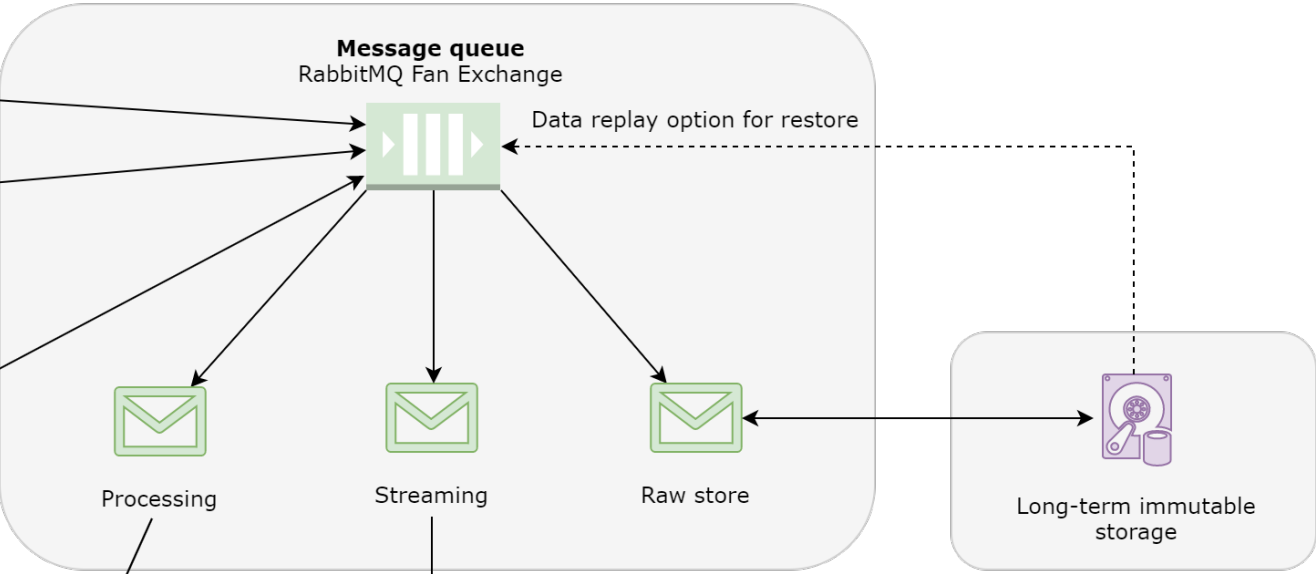 Message queue
RabbitMQ Fan Exchange
Data replay option for restore
Processing
Streaming
Raw store
Long-term immutable
storage